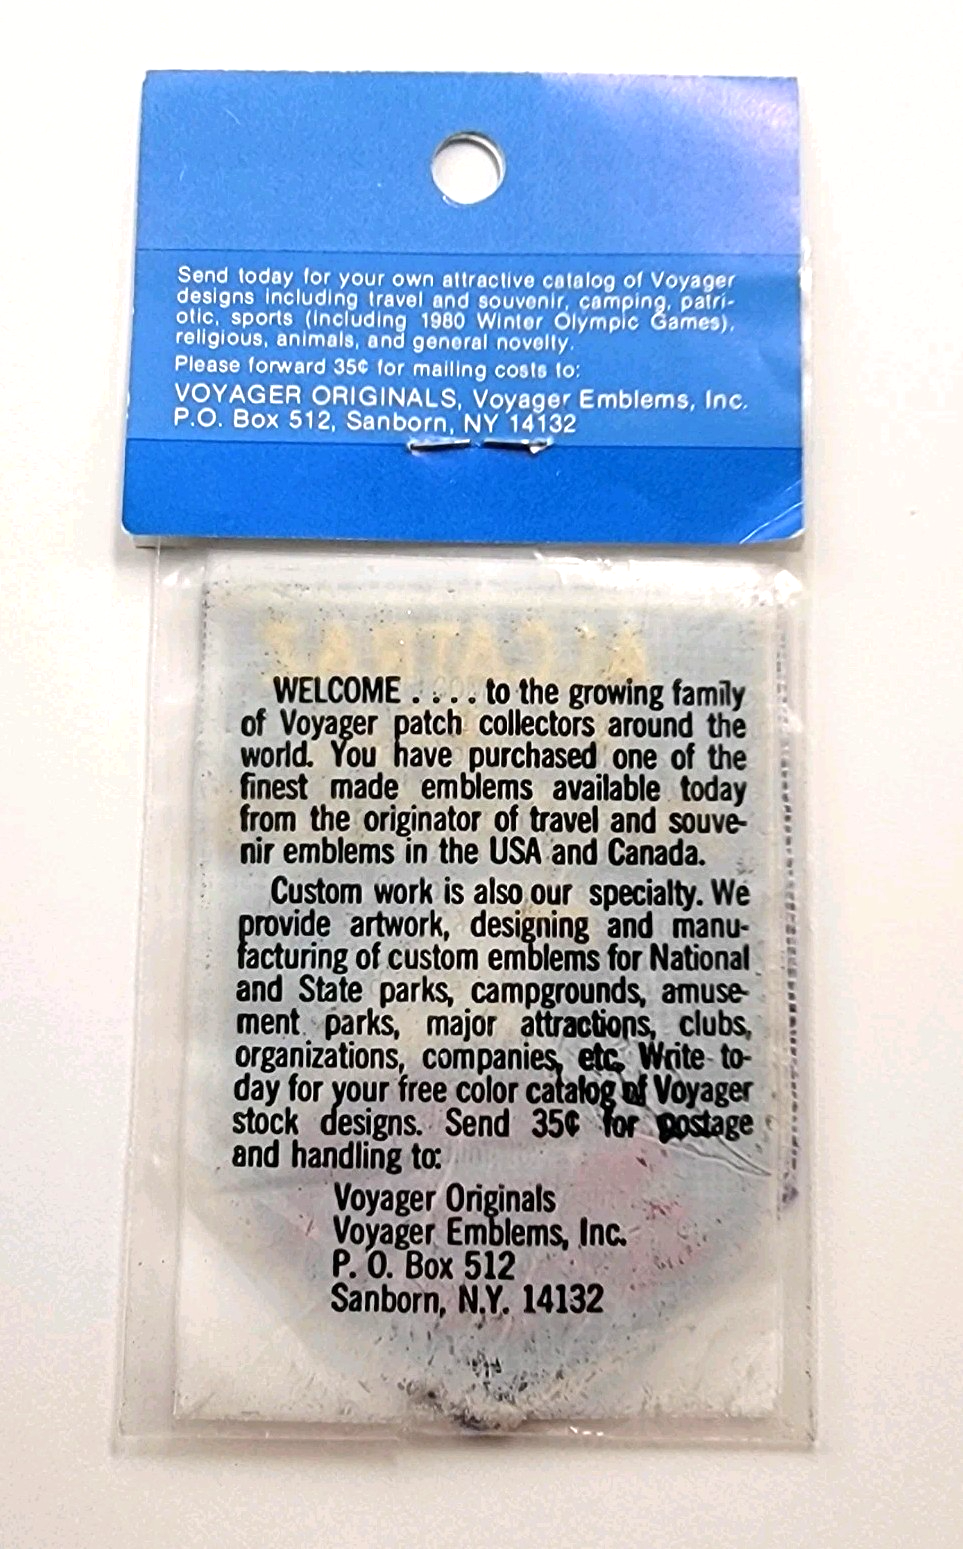 Send today for your own attractive catalog of Voyager
designs including travel and souvenir, camping, patri-
otic, sports (including 1980 Winter Olympic Games),
religious, animals, and general novelty.
Please forward 35¢ for mailing costs to:
VOYAGER ORIGINALS, Voyager Emblems, Inc.
P.O. Box 512, Sanborn, NY 14132
ALCATRAZ
WELCOME . . . . to the growing family
of Voyager patch collectors around the
world. You have purchased one of the
finest made emblems available today
from the originator of travel and souve-
nir emblems in the USA and Canada.
Custom work is also our specialty. We
provide artwork, designing and manu-
facturing of custom emblems for National
and State parks, campgrounds, amuse-
ment parks, major attractions, clubs,
organizations, companies, etc. Write to-
day for your free color catalog of Voyager
stock designs. Send 35¢ for postage
and handling to:
Voyager Originals
Voyager Emblems, Inc.
P. O. Box 512
Sanborn, N.Y. 14132